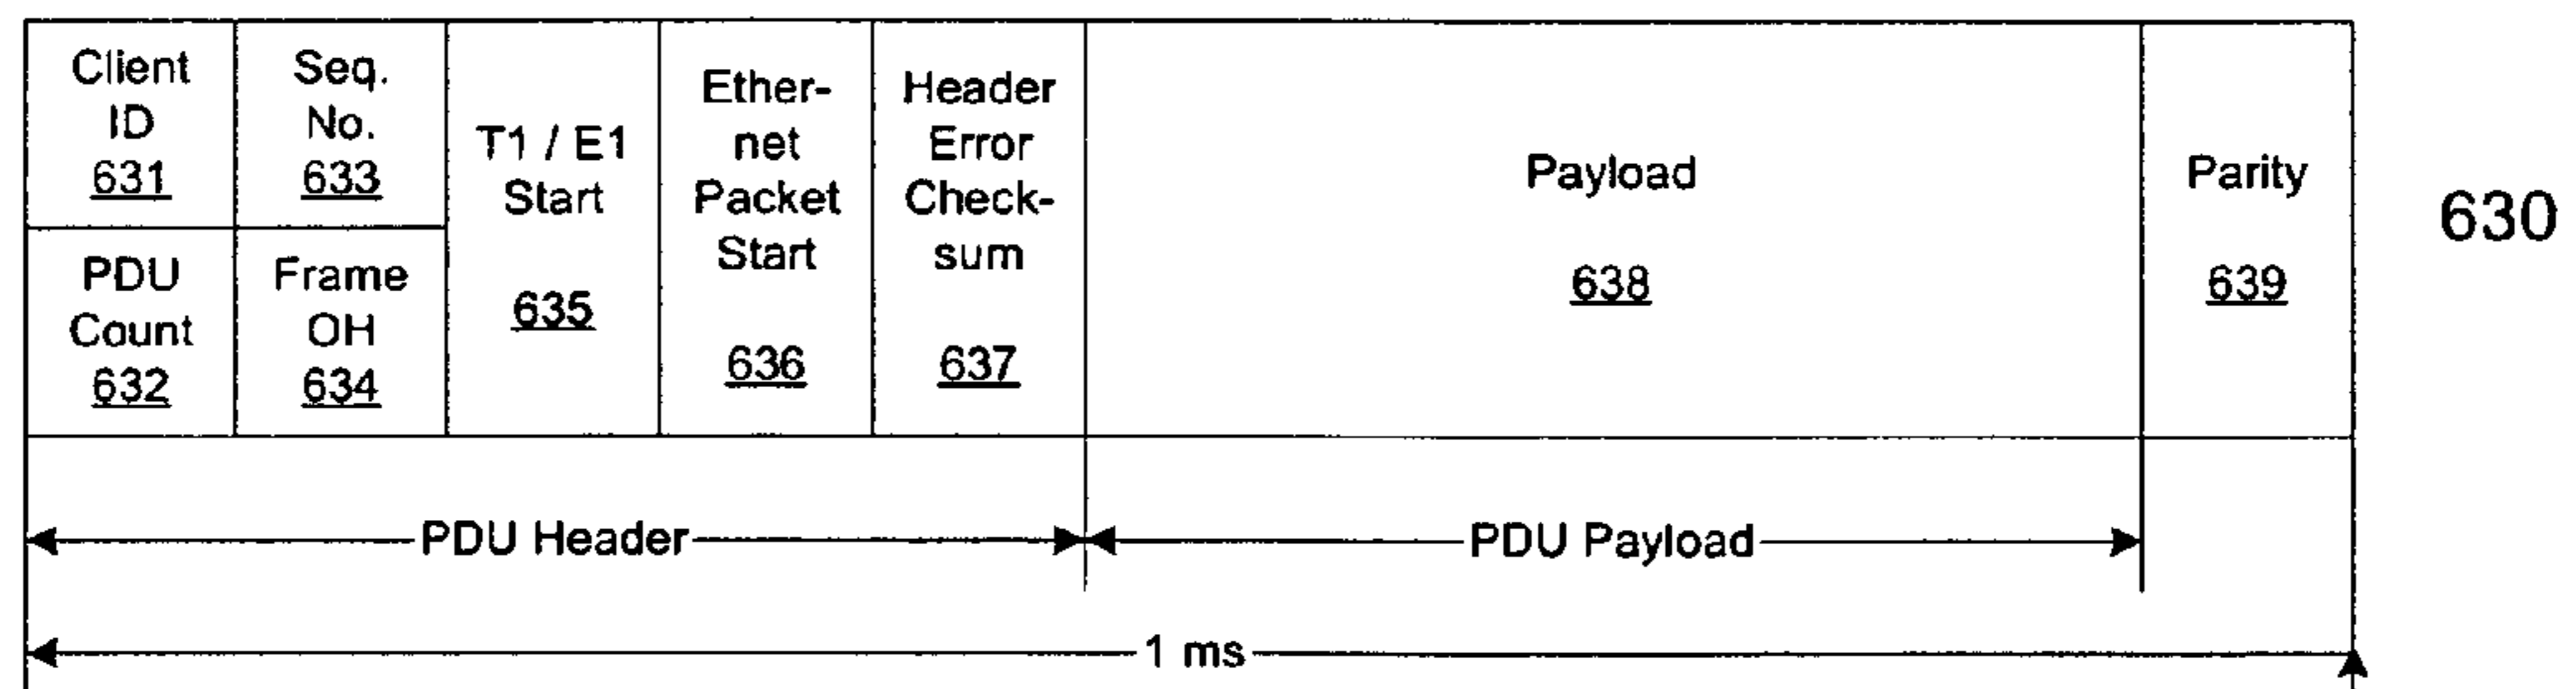 Client
ID
631
Seq.
No.
633
PDU
Count
632
Frame
OH
634
T1 / E1
Start
635
Ether-
net
Packet
Start
636
Header
Error
Check-
sum
637
Payload
638
Parity
639
630
PDU Header
PDU Payload
1 ms